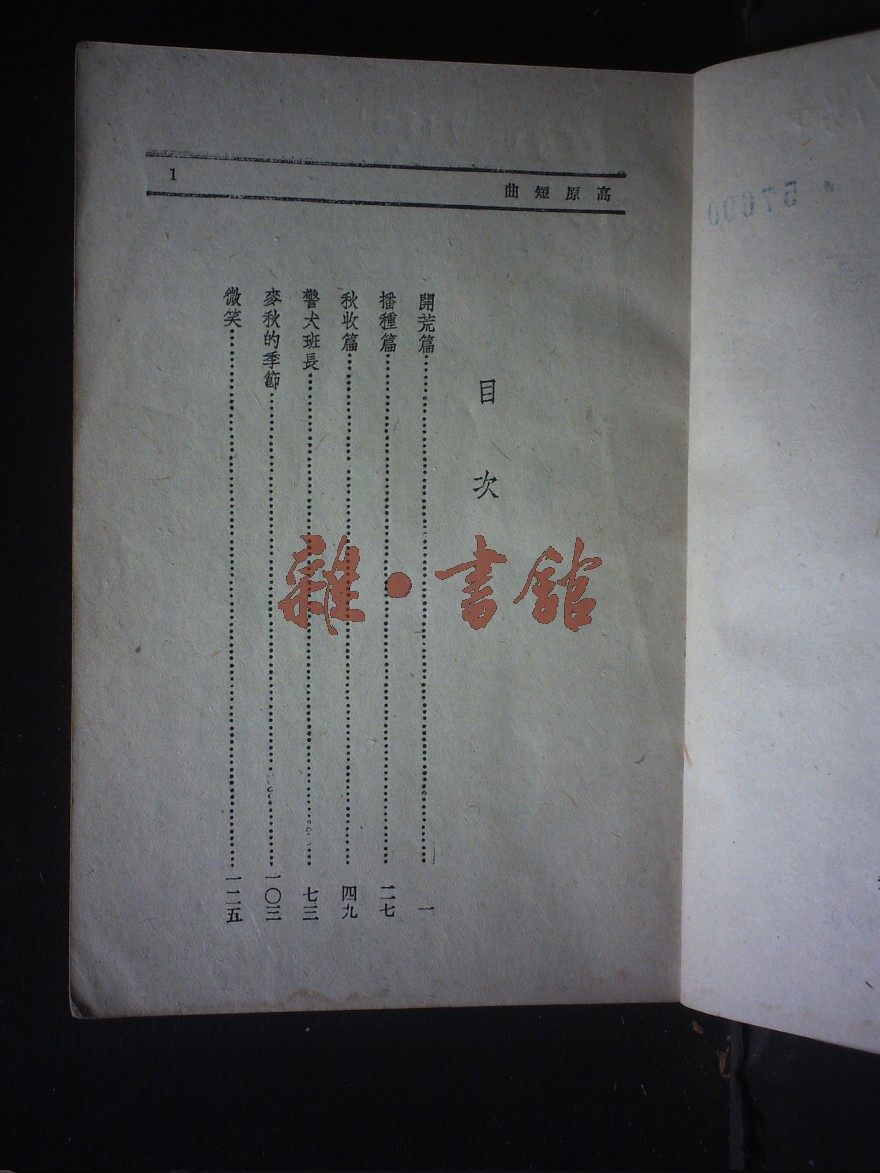 高原短曲
1
目次
開荒篇……一
播種篇……二七
秋收篇……四九
警犬班長……七三
麥秋的季節……一〇三
微笑……一二五
雜•書館
57690